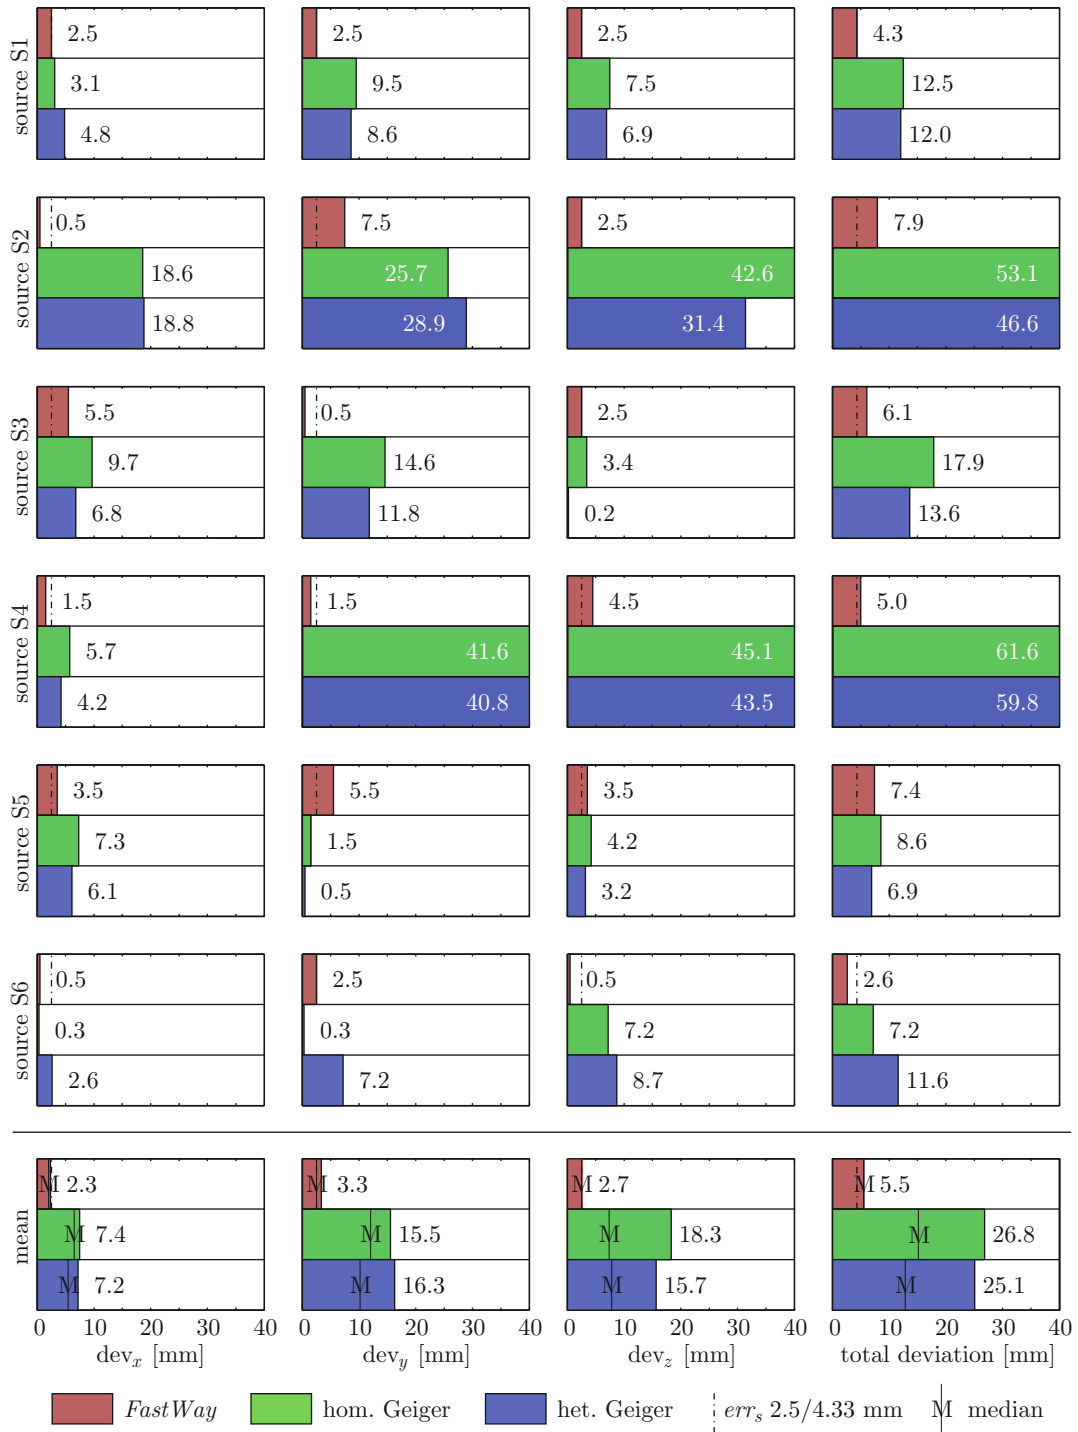 source S1
2.5 2.5 2.5 4.3
3.1 9.5 7.5 12.5
4.8 8.6 6.9 12.0
source S2
0.5 7.5 2.5 7.9
18.6 25.7 42.6 53.1
18.8 28.9 31.4 46.6
source S3
5.5 0.5 2.5 6.1
9.7 14.6 3.4 17.9
6.8 11.8 0.2 13.6
source S4
1.5 1.5 4.5 5.0
5.7 41.6 45.1 61.6
4.2 40.8 43.5 59.8
source S5
3.5 5.5 3.5 7.4
7.3 1.5 4.2 8.6
6.1 0.5 3.2 6.9
source S6
0.5 2.5 0.5 2.6
0.3 0.3 7.2 7.2
2.6 7.2 8.7 11.6
mean
M 2.3 M 3.3 M 2.7 M 5.5
M 7.4 M 15.5 M 18.3 M 26.8
M 7.2 M 16.3 M 15.7 M 25.1
0 10 20 30 40 0 10 20 30 40 0 10 20 30 40 0 10 20 30 40
dev_x [mm] dev_y [mm] dev_z [mm] total deviation [mm]
FastWay hom. Geiger het. Geiger err_s 2.5/4.33 mm M median